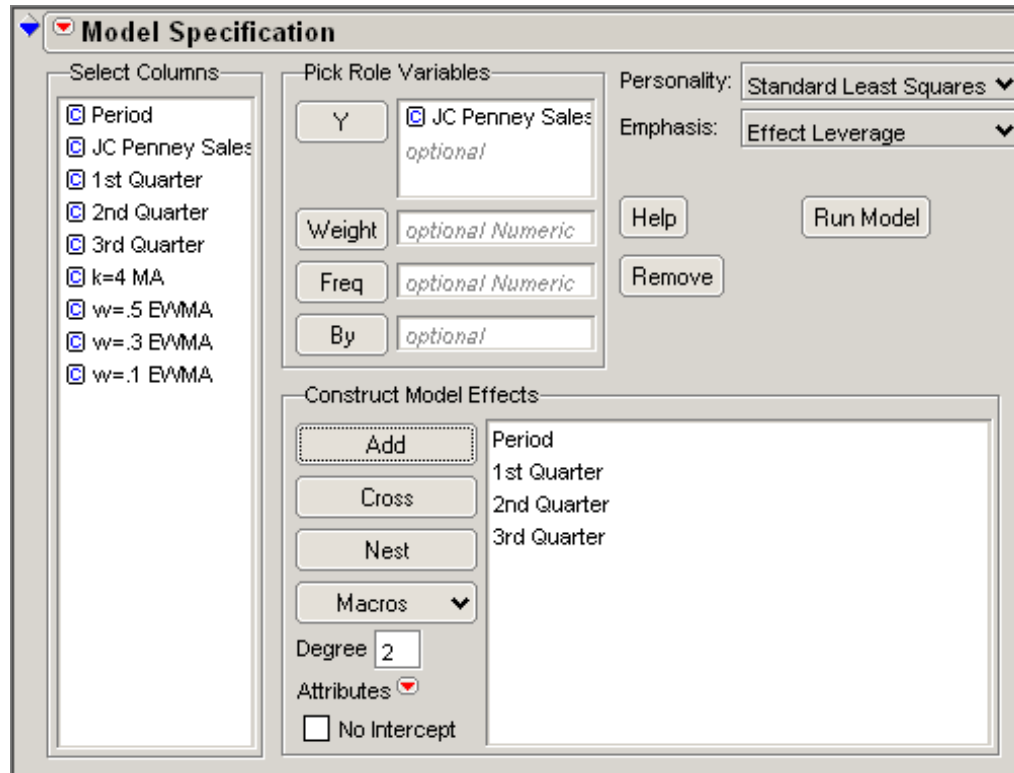 Model Specification
Select Columns
Period
JC Penney Sales
1st Quarter
2nd Quarter
3rd Quarter
k=4 MA
w=.5 EWMA
w=.3 EWMA
w=.1 EWMA
Pick Role Variables
Y
JC Penney Sales
optional
Weight
optional Numeric
Freq
optional Numeric
By
optional
Personality:
Standard Least Squares
Emphasis:
Effect Leverage
Help
Run Model
Remove
Construct Model Effects
Add
Cross
Nest
Macros
Degree 2
Attributes
No Intercept
Period
1st Quarter
2nd Quarter
3rd Quarter